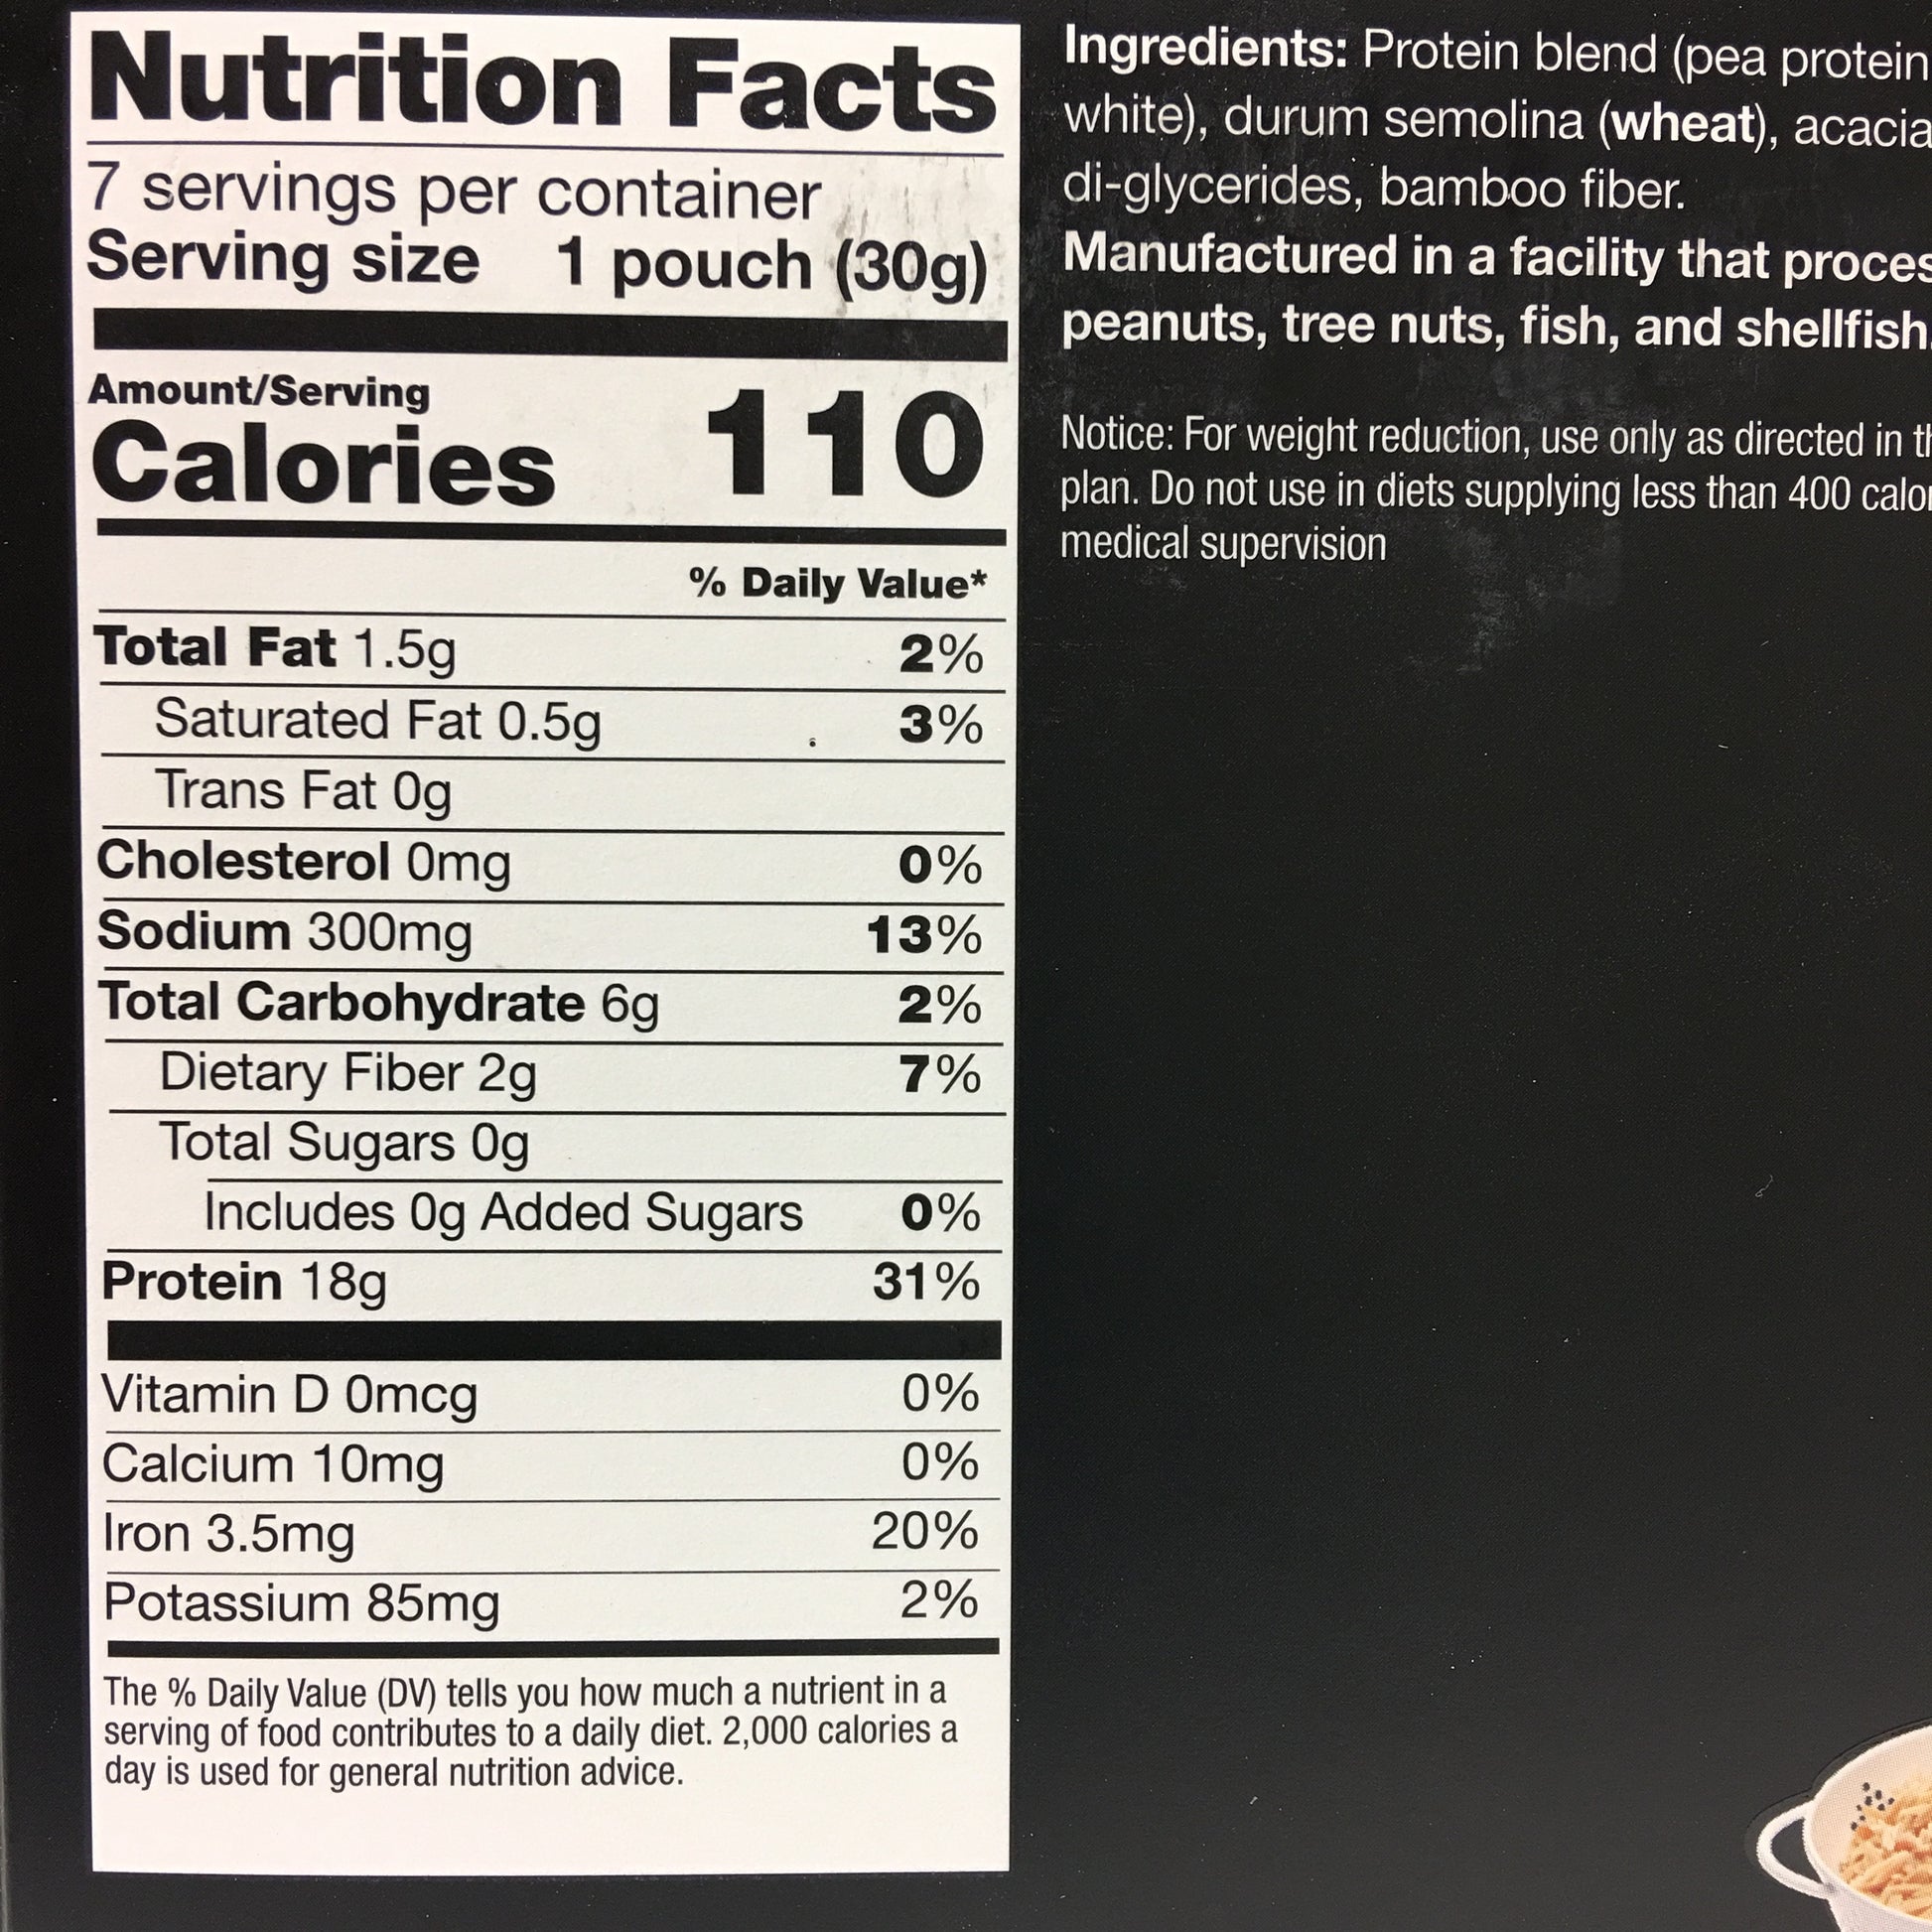 Nutrition Facts
7 servings per container
Serving size 1 pouch (30g)
Amount/Serving
Calories 110
% Daily Value*
Total Fat 1.5g 2%
Saturated Fat 0.5g 3%
Trans Fat 0g
Cholesterol 0mg 0%
Sodium 300mg 13%
Total Carbohydrate 6g 2%
Dietary Fiber 2g 7%
Total Sugars 0g
Includes 0g Added Sugars 0%
Protein 18g 31%
Vitamin D 0mcg 0%
Calcium 10mg 0%
Iron 3.5mg 20%
Potassium 85mg 2%
The % Daily Value (DV) tells you how much a nutrient in a
serving of food contributes to a daily diet. 2,000 calories a
day is used for general nutrition advice.
Ingredients: Protein blend (pea protein
white), durum semolina (wheat), acacia
di-glycerides, bamboo fiber.
Manufactured in a facility that
peanuts, tree nuts, fish, and shellfish.
Notice: For weight reduction, use only as directed in
plan. Do not use in diets supplying less than 400
medical supervision